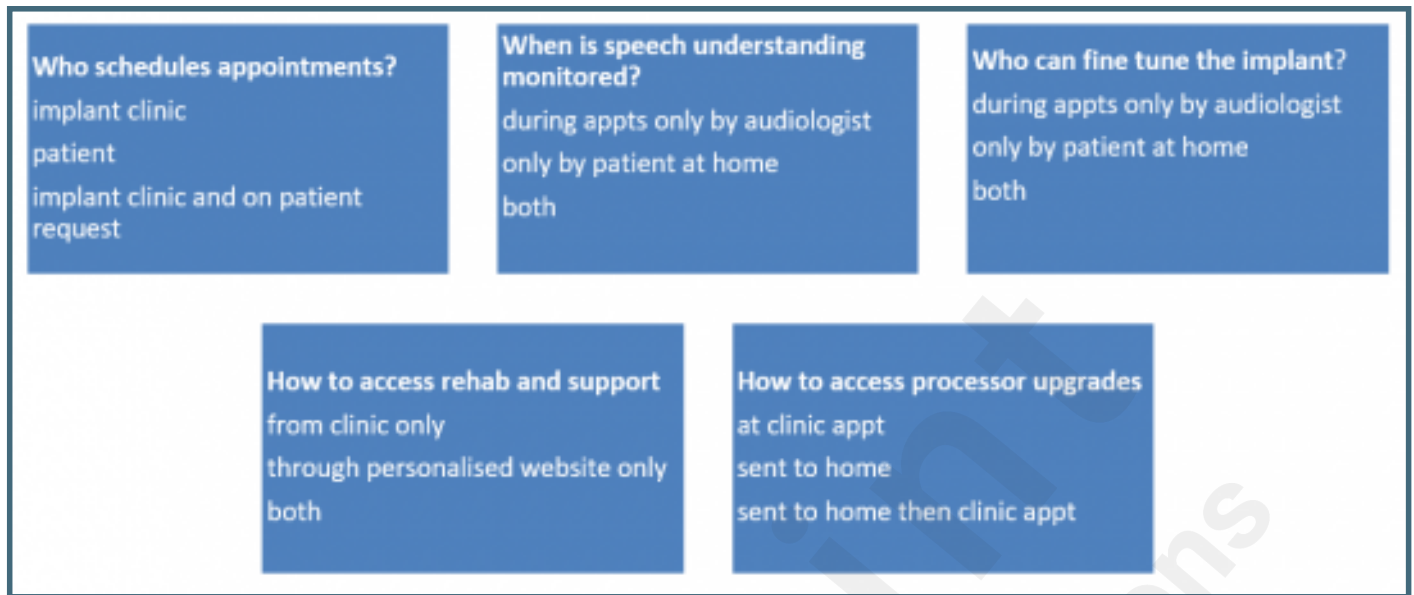 Who schedules appointments?
implant clinic
patient
implant clinic and on patient
request
When is speech understanding
monitored?
during appts only by audiologist
only by patient at home
both
Who can fine tune the implant?
during appts only by audiologist
only by patient at home
both
How to access rehab and support
from clinic only
through personalised website only
both
How to access processor upgrades
at clinic appt
sent to home
sent to home then clinic appt
int
ns